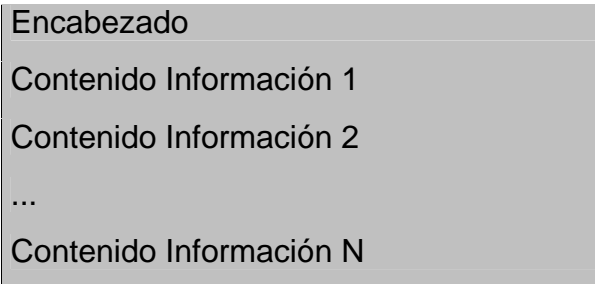 Encabezado
Contenido Información 1
Contenido Información 2
...
Contenido Información N